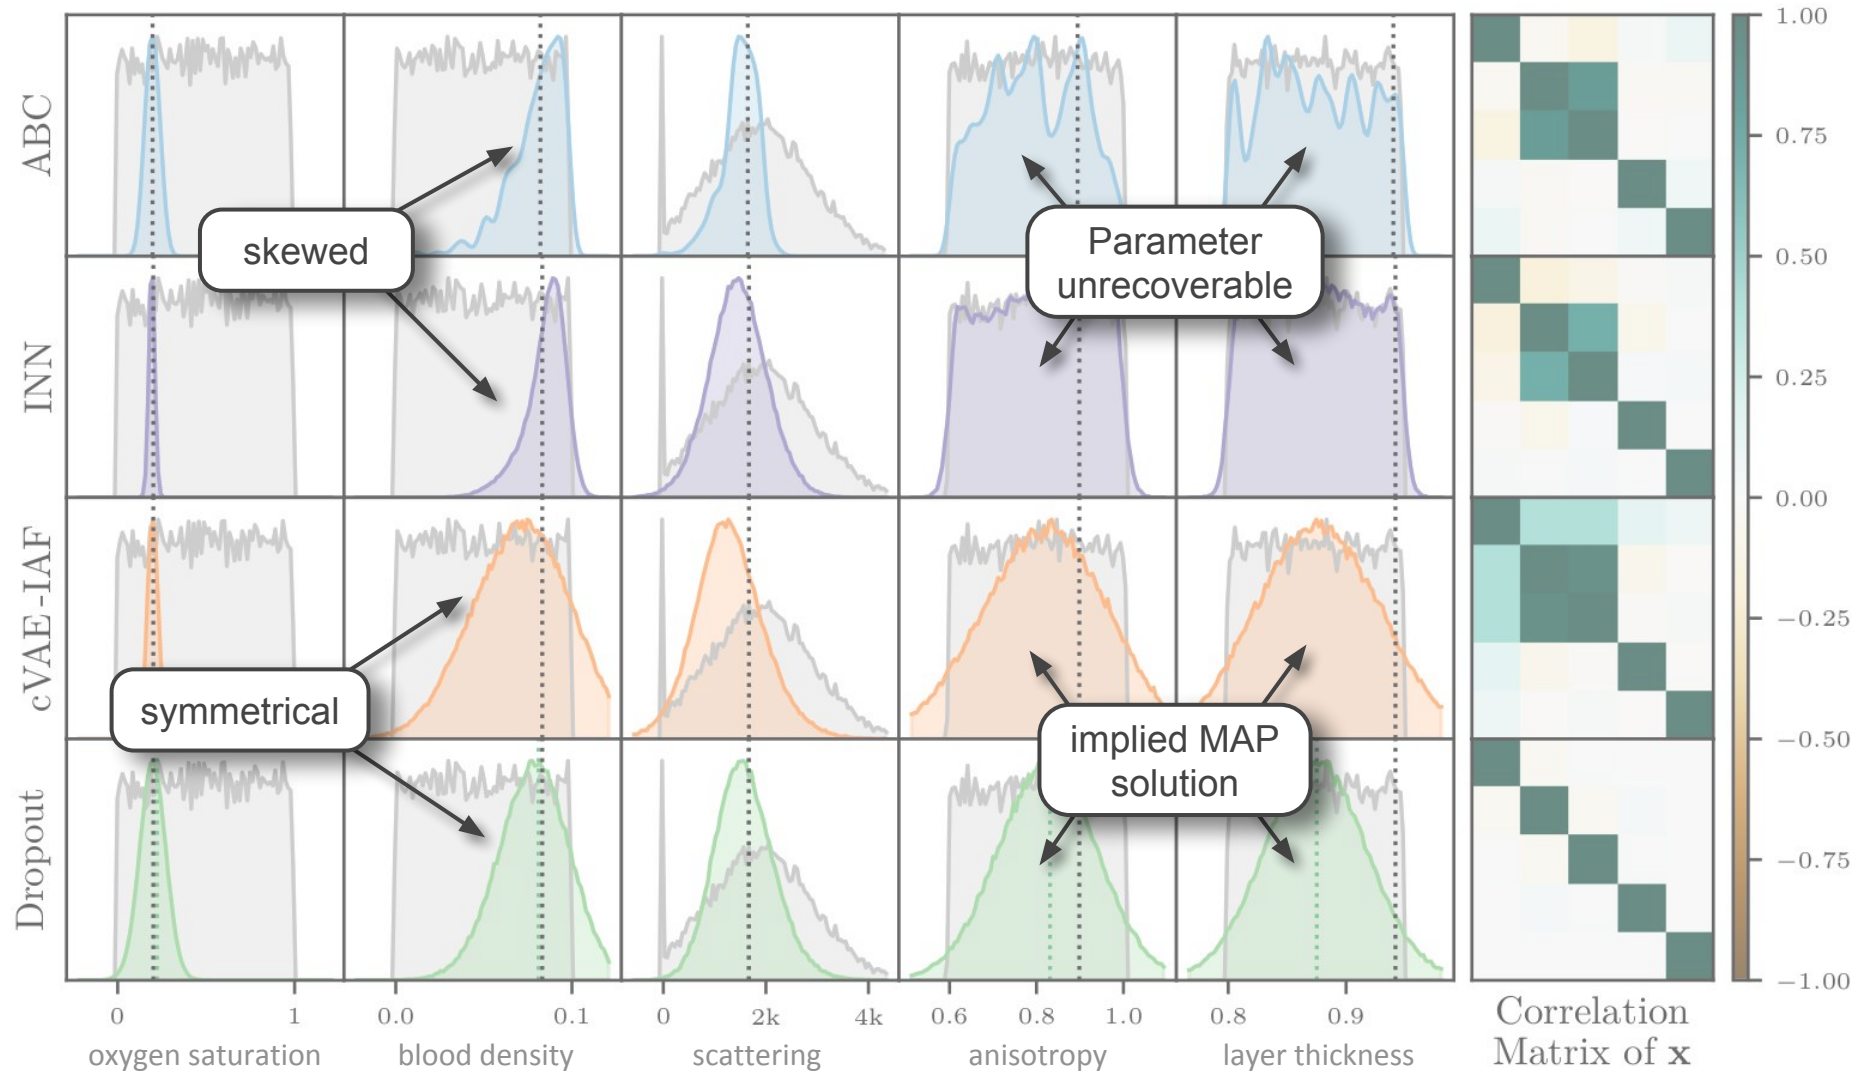 ABC
INN
cVAE-IAF
Dropout
skewed
Parameter
unrecoverable
symmetrical
implied MAP
solution
1.00
0.75
0.50
0.25
0.00
−0.25
−0.50
−0.75
−1.00
0 1 0.0 0.1 0 2k 4k 0.6 0.8 1.0 0.8 0.9
oxygen saturation blood density scattering anisotropy layer thickness
Correlation
Matrix of x